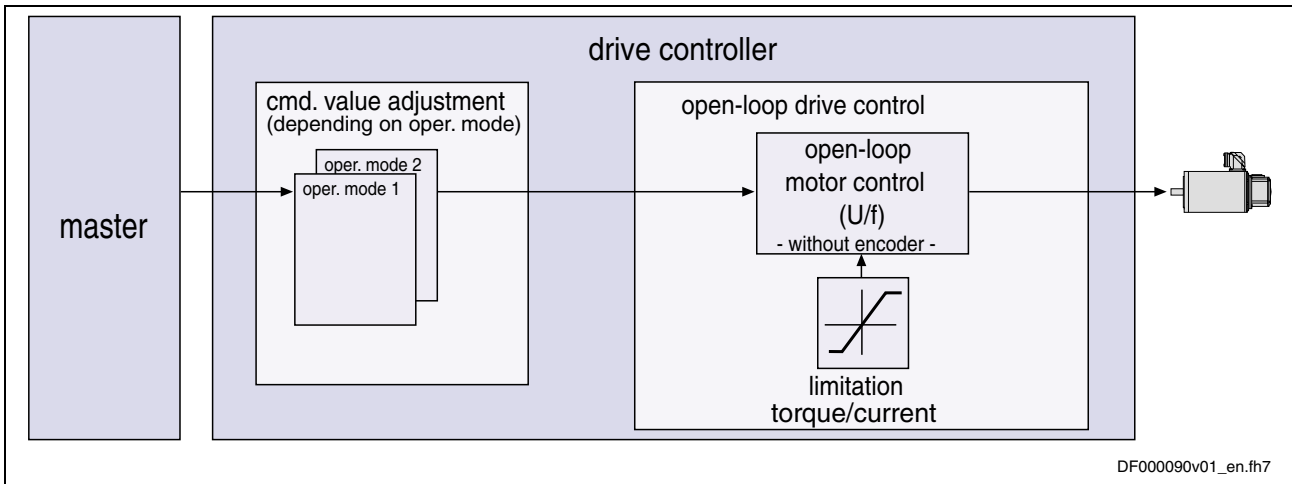 drive controller
master
cmd. value adjustment
(depending on oper. mode)
oper. mode 2
oper. mode 1
open-loop drive control
open-loop
motor control
(U/f)
- without encoder -
limitation
torque/current
DF000090v01_en.fh7